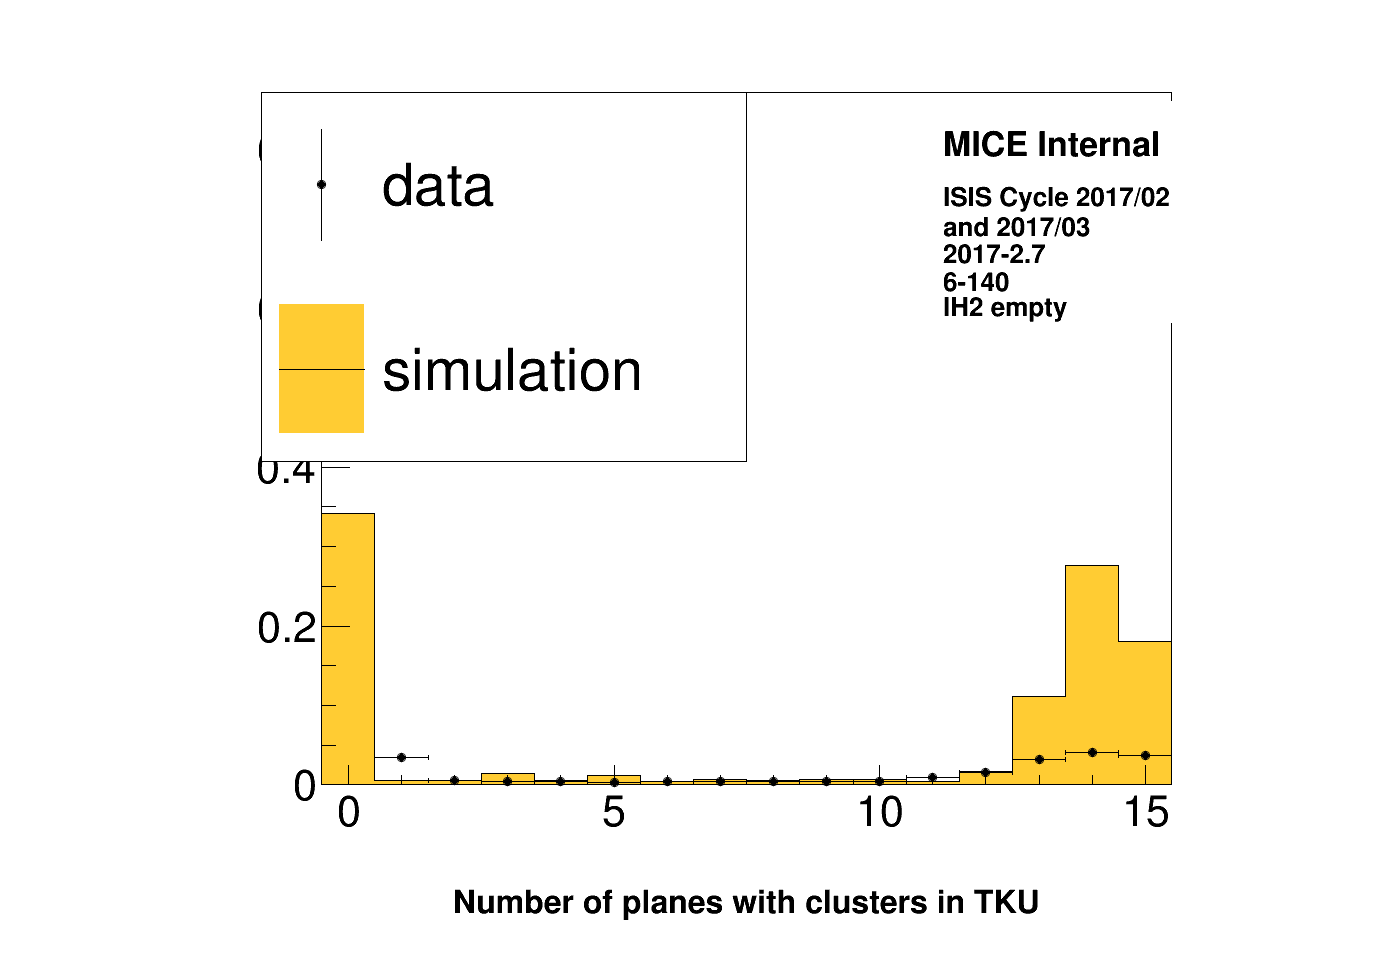 data
simulation
MICE Internal
ISIS Cycle 2017/02
and 2017/03
2017-2.7
6-140
lH2 empty
0.4
0.2
0
0 5 10 15
Number of planes with clusters in TKU